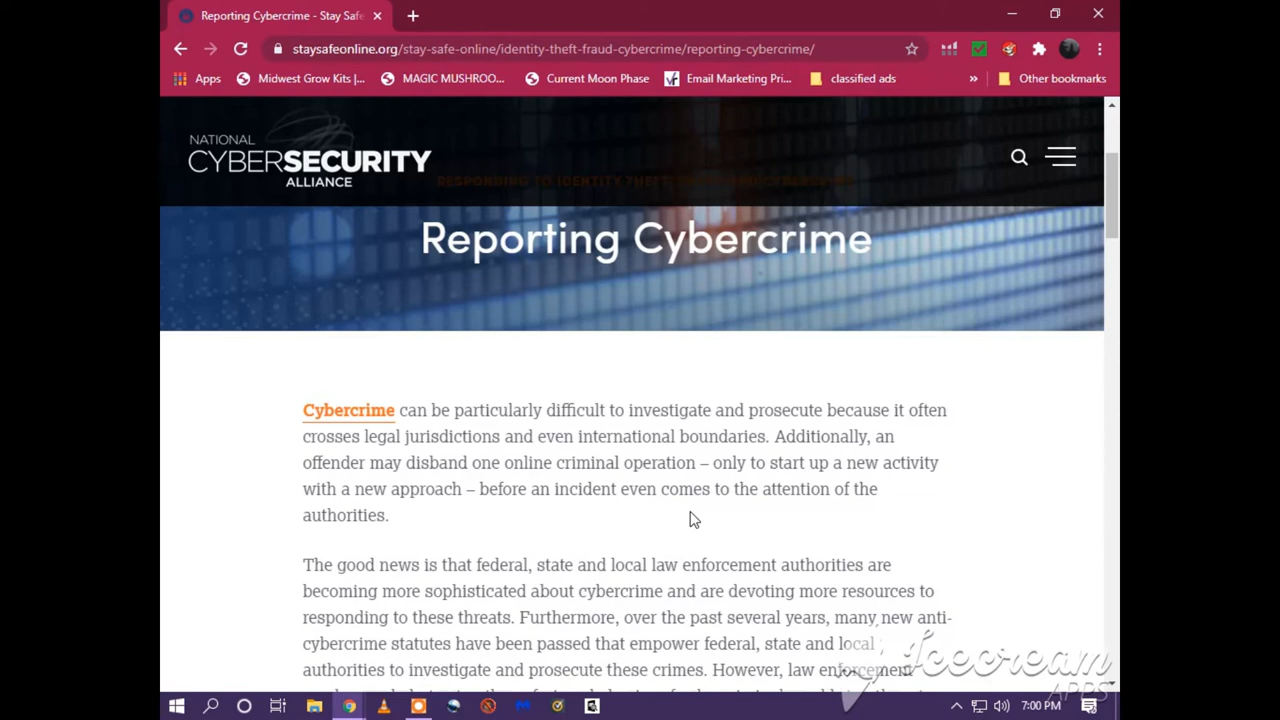 Reporting Cybercrime - Stay Safe
staysafeonline.org/stay-safe-online/identity-theft-fraud-cybercrime/reporting-cybercrime/
Apps Midwest Grow Kits |... MAGIC MUSHROO... Current Moon Phase Email Marketing Pri... classified ads » Other bookmarks
NATIONAL
CYBERSECURITY
ALLIANCE
Reporting Cybercrime
Cybercrime can be particularly difficult to investigate and prosecute because it often
crosses legal jurisdictions and even international boundaries. Additionally, an
offender may disband one online criminal operation – only to start up a new activity
with a new approach – before an incident even comes to the attention of the
authorities.
The good news is that federal, state and local law enforcement authorities are
becoming more sophisticated about cybercrime and are devoting more resources to
responding to these threats. Furthermore, over the past several years, many new anti-
cybercrime statutes have been passed that empower federal, state and local
authorities to investigate and prosecute these crimes. However, law enforcement
Icecream
APPS
7:00 PM